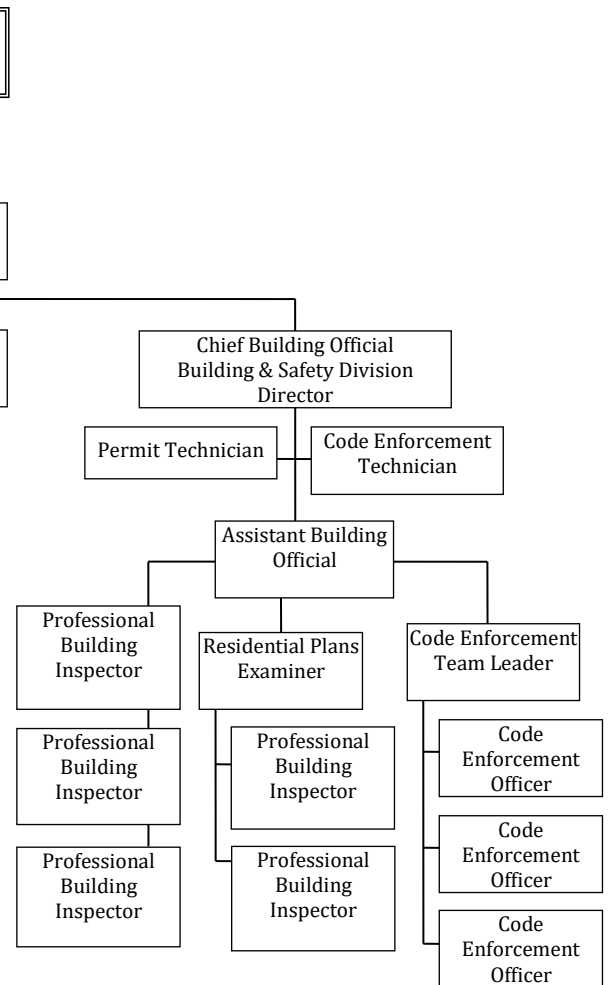 Chief Building Official
Building & Safety Division
Director
Permit Technician
Code Enforcement
Technician
Assistant Building
Official
Professional
Building
Inspector
Residential Plans
Examiner
Code Enforcement
Team Leader
Professional
Building
Inspector
Professional
Building
Inspector
Code
Enforcement
Officer
Professional
Building
Inspector
Professional
Building
Inspector
Code
Enforcement
Officer
Code
Enforcement
Officer